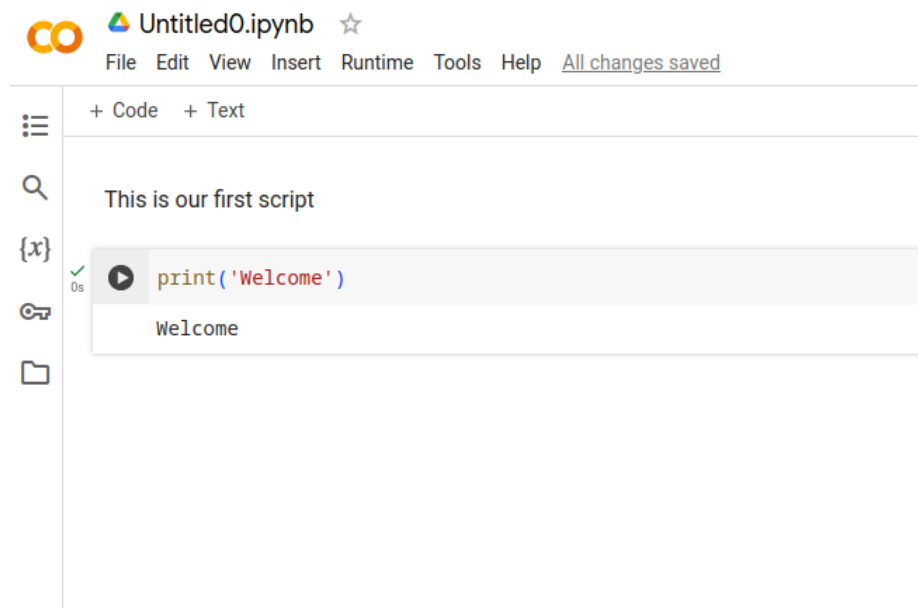 CO
Untitled0.ipynb
File Edit View Insert Runtime Tools Help All changes saved
+ Code + Text
This is our first script
{x}
0s
print('Welcome')
Welcome